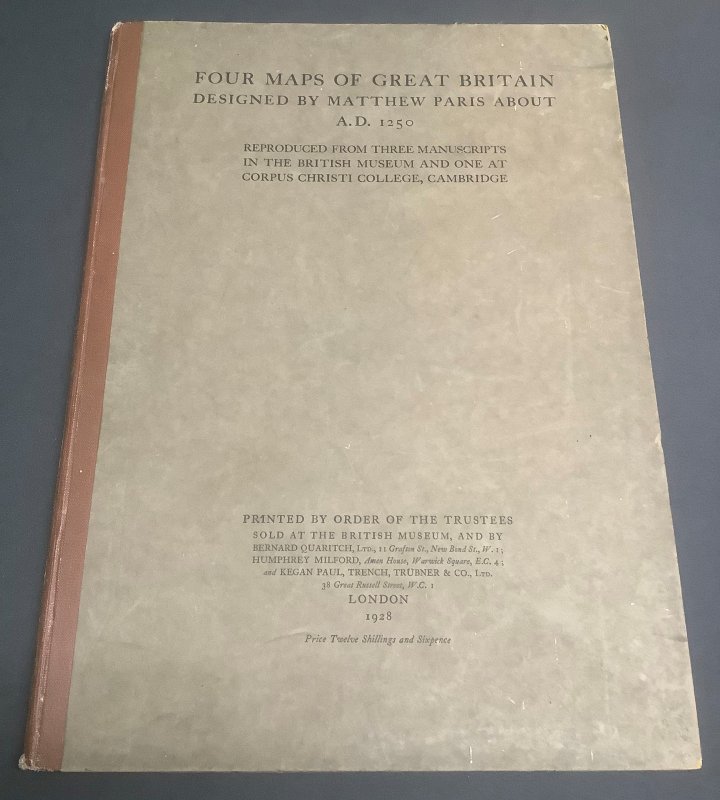 FOUR MAPS OF GREAT BRITAIN
DESIGNED BY MATTHEW PARIS ABOUT
A.D. 1250
REPRODUCED FROM THREE MANUSCRIPTS
IN THE BRITISH MUSEUM AND ONE AT
CORPUS CHRISTI COLLEGE, CAMBRIDGE
PRINTED BY ORDER OF THE TRUSTEES
SOLD AT THE BRITISH MUSEUM, AND BY
BERNARD QUARITCH, LTD., 11 Grafton St., New Bond St., W. 1;
HUMPHREY MILFORD, Amen House, Warwick Square, E.C. 4;
and KEGAN PAUL, TRENCH, TRUBNER & CO., LTD.
38 Great Russell Street, W.C. 1
LONDON
1928
Price Twelve Shillings and Sixpence